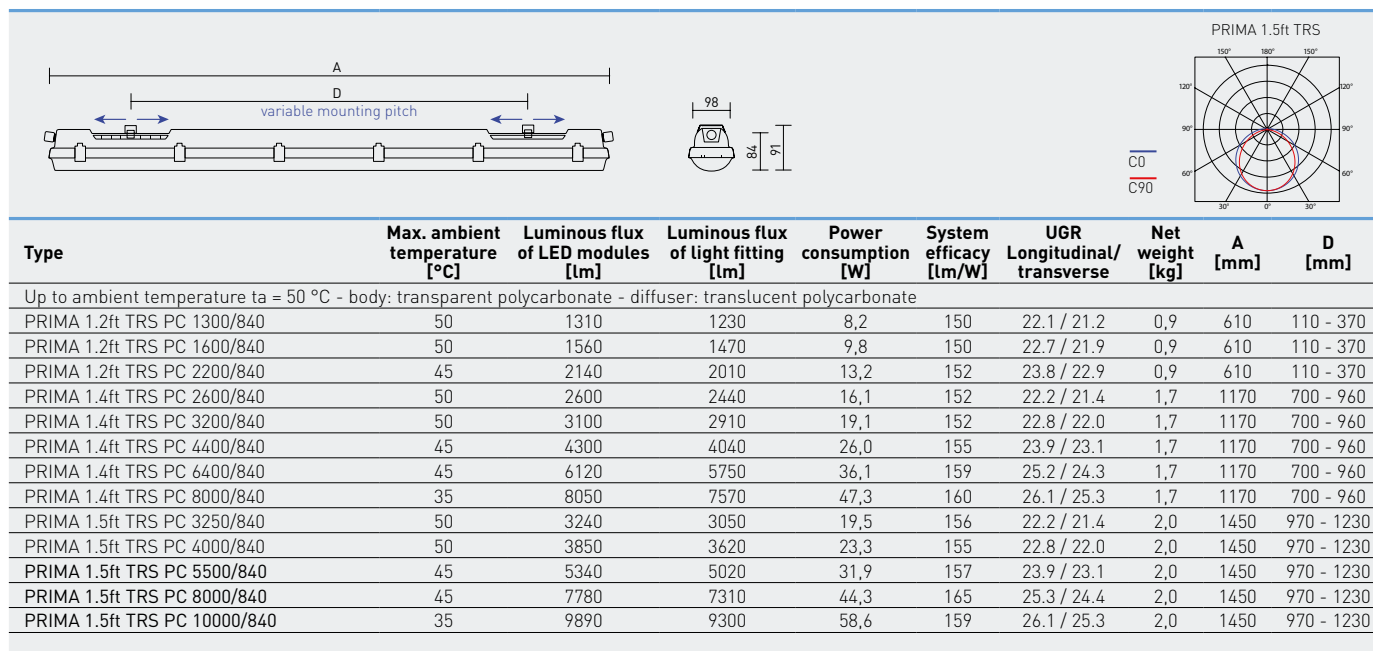 PRIMA 1.5ft TRS
150° 180° 150°
A
D
variable mounting pitch
98
84
91
120° 120°
90° 90°
60° 60°
30° 0° 30°
C0
C90
Type Max. ambient temperature [°C] Luminous flux of LED modules [lm] Luminous flux of light fitting [lm] Power consumption [W] System efficacy [lm/W] UGR Longitudinal/ transverse Net weight [kg] A [mm] D [mm]
Up to ambient temperature ta = 50 °C - body: transparent polycarbonate - diffuser: translucent polycarbonate
PRIMA 1.2ft TRS PC 1300/840 50 1310 1230 8,2 150 22.1 / 21.2 0,9 610 110 - 370
PRIMA 1.2ft TRS PC 1600/840 50 1560 1470 9,8 150 22.7 / 21.9 0,9 610 110 - 370
PRIMA 1.2ft TRS PC 2200/840 45 2140 2010 13,2 152 23.8 / 22.9 0,9 610 110 - 370
PRIMA 1.4ft TRS PC 2600/840 50 2600 2440 16,1 152 22.2 / 21.4 1,7 1170 700 - 960
PRIMA 1.4ft TRS PC 3200/840 50 3100 2910 19,1 152 22.8 / 22.0 1,7 1170 700 - 960
PRIMA 1.4ft TRS PC 4400/840 45 4300 4040 26,0 155 23.9 / 23.1 1,7 1170 700 - 960
PRIMA 1.4ft TRS PC 6400/840 45 6120 5750 36,1 159 25.2 / 24.3 1,7 1170 700 - 960
PRIMA 1.4ft TRS PC 8000/840 35 8050 7570 47,3 160 26.1 / 25.3 1,7 1170 700 - 960
PRIMA 1.5ft TRS PC 3250/840 50 3240 3050 19,5 156 22.2 / 21.4 2,0 1450 970 - 1230
PRIMA 1.5ft TRS PC 4000/840 50 3850 3620 23,3 155 22.8 / 22.0 2,0 1450 970 - 1230
PRIMA 1.5ft TRS PC 5500/840 45 5340 5020 31,9 157 23.9 / 23.1 2,0 1450 970 - 1230
PRIMA 1.5ft TRS PC 8000/840 45 7780 7310 44,3 165 25.3 / 24.4 2,0 1450 970 - 1230
PRIMA 1.5ft TRS PC 10000/840 35 9890 9300 58,6 159 26.1 / 25.3 2,0 1450 970 - 1230